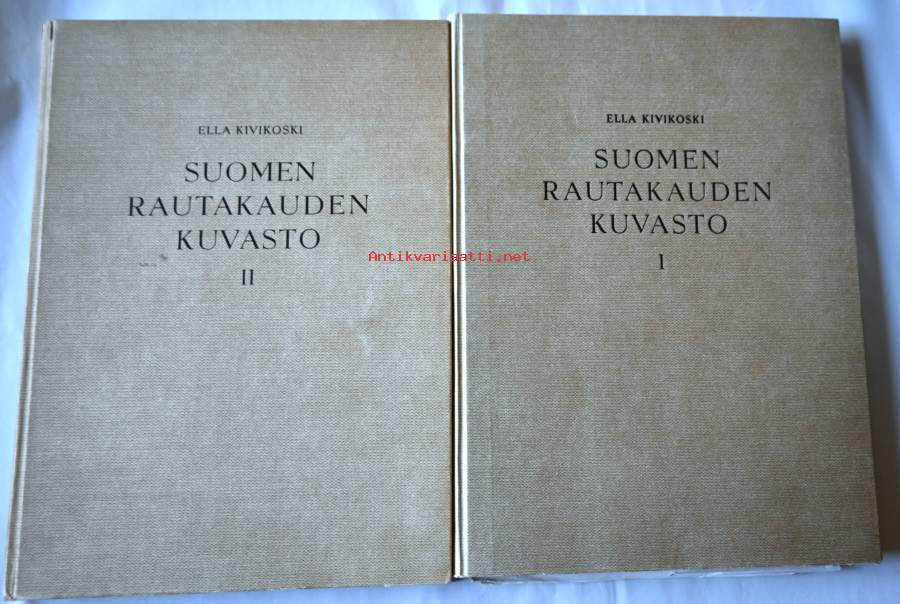 ELLA KIVIKOSKI
SUOMEN
RAUTAKAUDEN
KUVASTO
II
ELLA KIVIKOSKI
SUOMEN
RAUTAKAUDEN
KUVASTO
I
Antikvariaatti.net